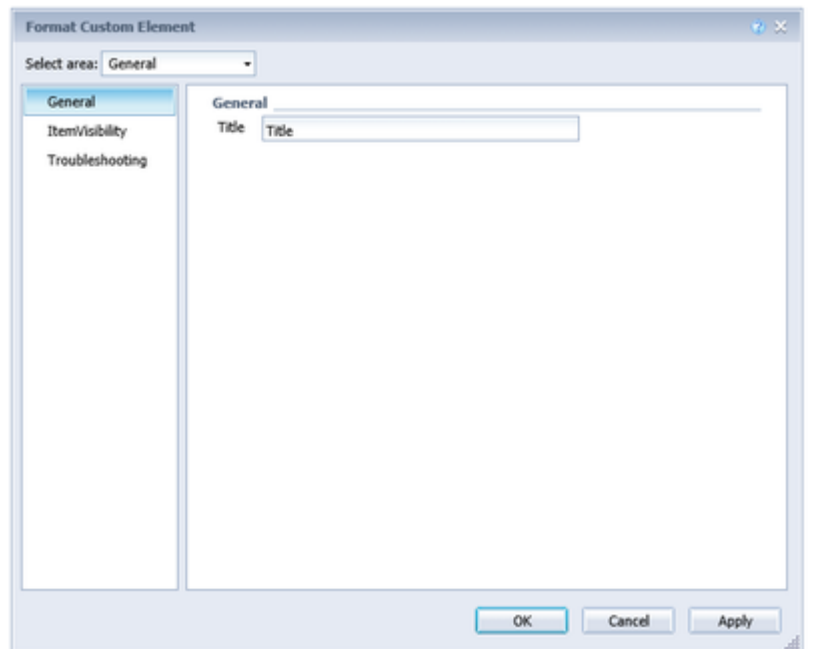 Format Custom Element
Select area: General
General
ItemVisibility
Troubleshooting
General
Title Title
OK Cancel Apply